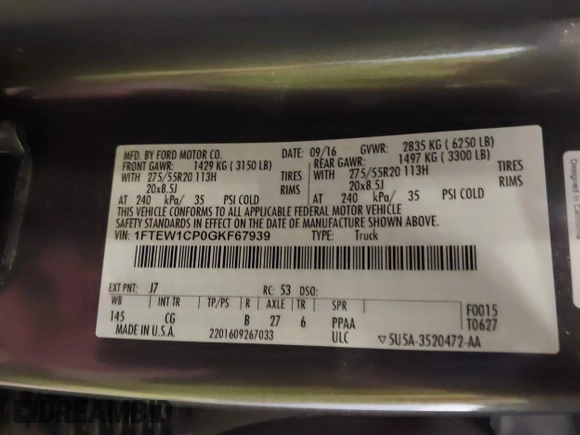 MFD. BY FORD MOTOR CO. DATE: 09/16 GVWR: 2835 KG ( 6250 LB)
FRONT GAWR: 1429 KG ( 3150 LB) REAR GAWR: 1497 KG ( 3300 LB)
WITH 275/55R20 113H TIRES WITH 275/55R20 113H TIRES
20x8.5J RIMS 20x8.5J RIMS
AT 240 kPa/ 35 PSI COLD AT 240 kPa/ 35 PSI COLD
THIS VEHICLE CONFORMS TO ALL APPLICABLE FEDERAL MOTOR VEHICLE
SAFETY STANDARDS IN EFFECT ON THE DATE OF MANUFACTURE SHOWN ABOVE.
VIN: 1FTEW1CP0GKF67939 TYPE: Truck
EXT PNT: J7 RC: 53 DSO:
WB INT TR TP/PS R AXLE TR SPR F0015
145 CG B 27 6 PPAA T0627
MADE IN U.S.A. 2201609267033 ULC ▽5U5A-3520472-AA
DREAMBID